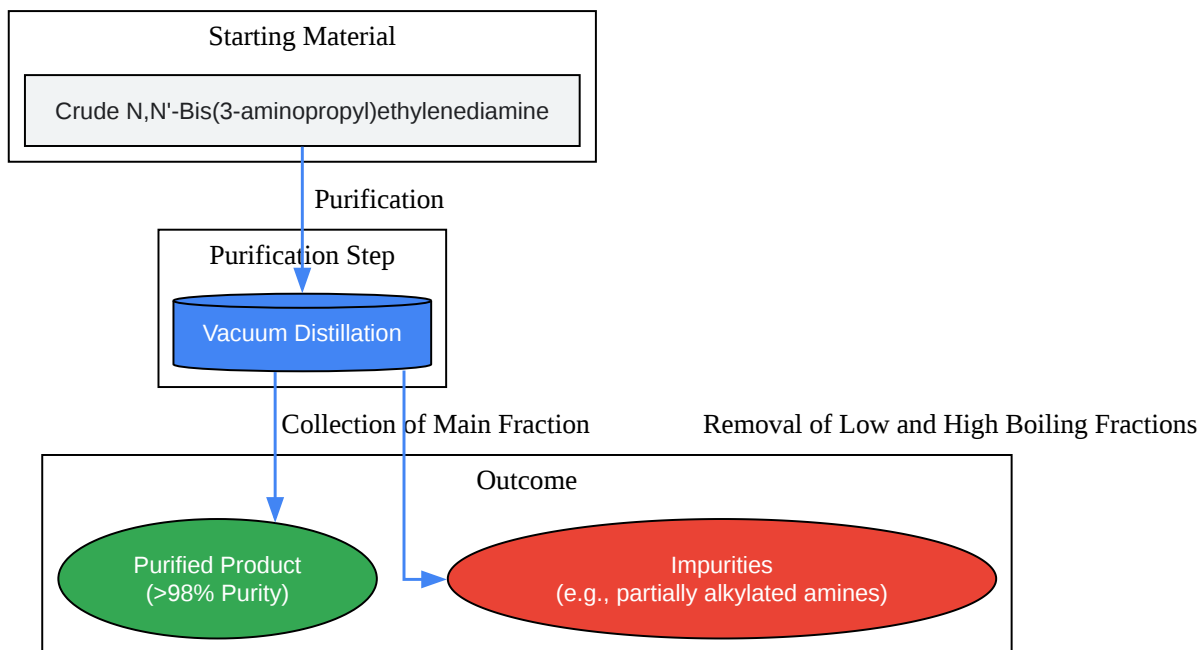 Starting Material
Crude N,N'-Bis(3-aminopropyl)ethylenediamine
Purification
Purification Step
Vacuum Distillation
Collection of Main Fraction
Removal of Low and High Boiling Fractions
Outcome
Purified Product
(>98% Purity)
Impurities
(e.g., partially alkylated amines)